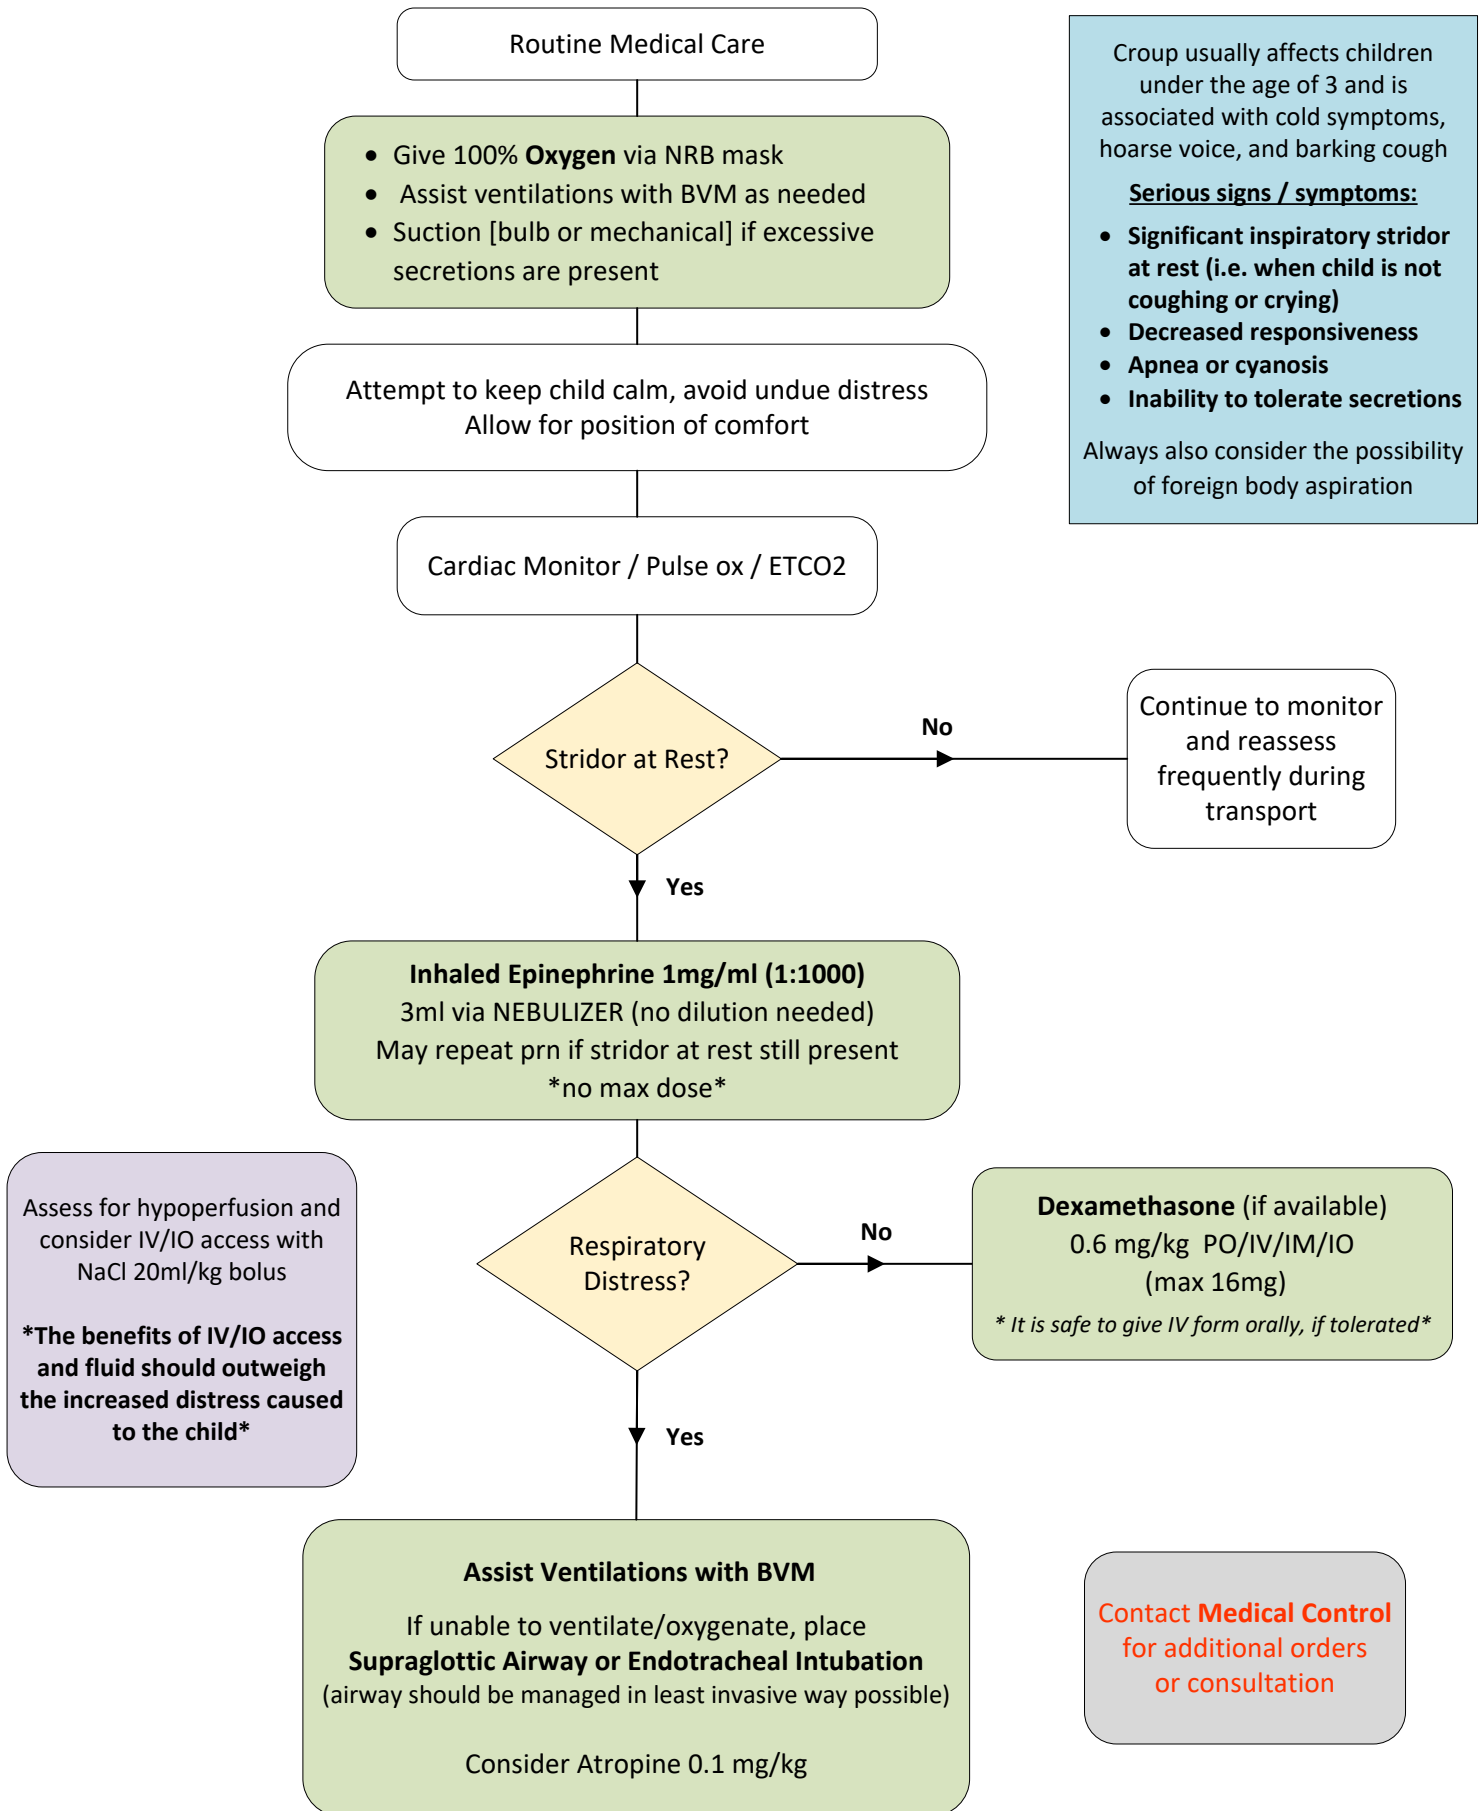 Routine Medical Care
• Give 100% Oxygen via NRB mask
• Assist ventilations with BVM as needed
• Suction [bulb or mechanical] if excessive
secretions are present
Attempt to keep child calm, avoid undue distress
Allow for position of comfort
Cardiac Monitor / Pulse ox / ETCO2
Croup usually affects children
under the age of 3 and is
associated with cold symptoms,
hoarse voice, and barking cough
Serious signs / symptoms:
• Significant inspiratory stridor
at rest (i.e. when child is not
coughing or crying)
• Decreased responsiveness
• Apnea or cyanosis
• Inability to tolerate secretions
Always also consider the possibility
of foreign body aspiration
Stridor at Rest?
No
Continue to monitor
and reassess
frequently during
transport
Yes
Inhaled Epinephrine 1mg/ml (1:1000)
3ml via NEBULIZER (no dilution needed)
May repeat prn if stridor at rest still present
*no max dose*
Assess for hypoperfusion and
consider IV/IO access with
NaCl 20ml/kg bolus
*The benefits of IV/IO access
and fluid should outweigh
the increased distress caused
to the child*
Respiratory
Distress?
No
Dexamethasone (if available)
0.6 mg/kg PO/IV/IM/IO
(max 16mg)
* It is safe to give IV form orally, if tolerated*
Yes
Assist Ventilations with BVM
If unable to ventilate/oxygenate, place
Supraglottic Airway or Endotracheal Intubation
(airway should be managed in least invasive way possible)
Consider Atropine 0.1 mg/kg
Contact Medical Control
for additional orders
or consultation